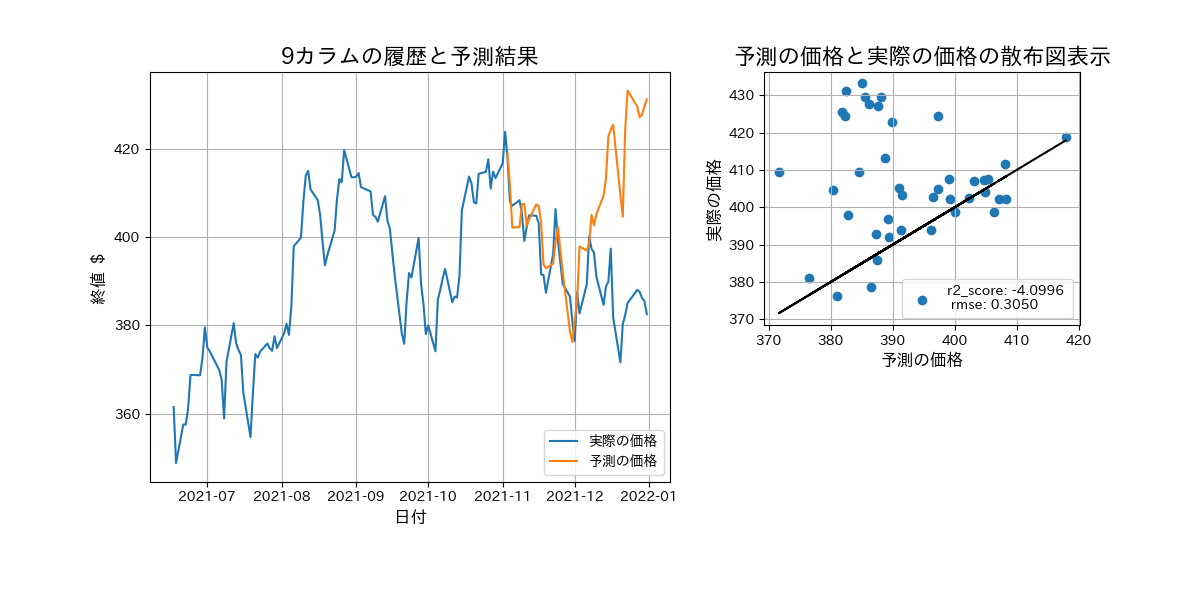 9カラムの履歴と予測結果
終値 $
420
400
380
360
2021-07 2021-08 2021-09 2021-10 2021-11 2021-12 2022-01
日付
実際の価格
予測の価格
予測の価格と実際の価格の散布図表示
実際の価格
430
420
410
400
390
380
370
370 380 390 400 410 420
予測の価格
r2_score: -4.0996
rmse: 0.3050